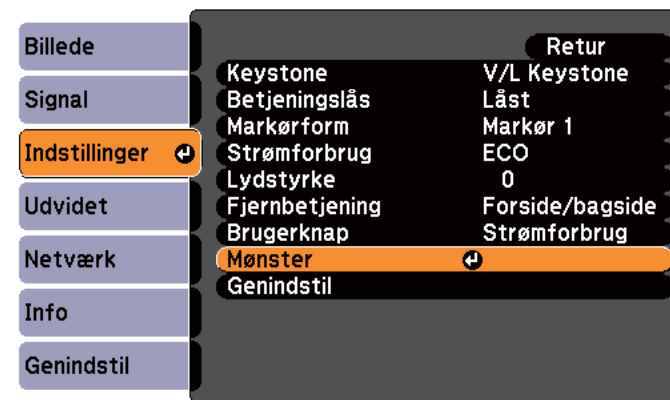 Billede
Signal
Indstillinger
Udvidet
Netværk
Info
Genindstil
Retur
Keystone V/L Keystone
Betjeningslås Låst
Markørform Markør 1
Strømforbrug ECO
Lydstyrke 0
Fjernbetjening Forside/bagside
Brugerknap Strømforbrug
Mønster
Genindstil